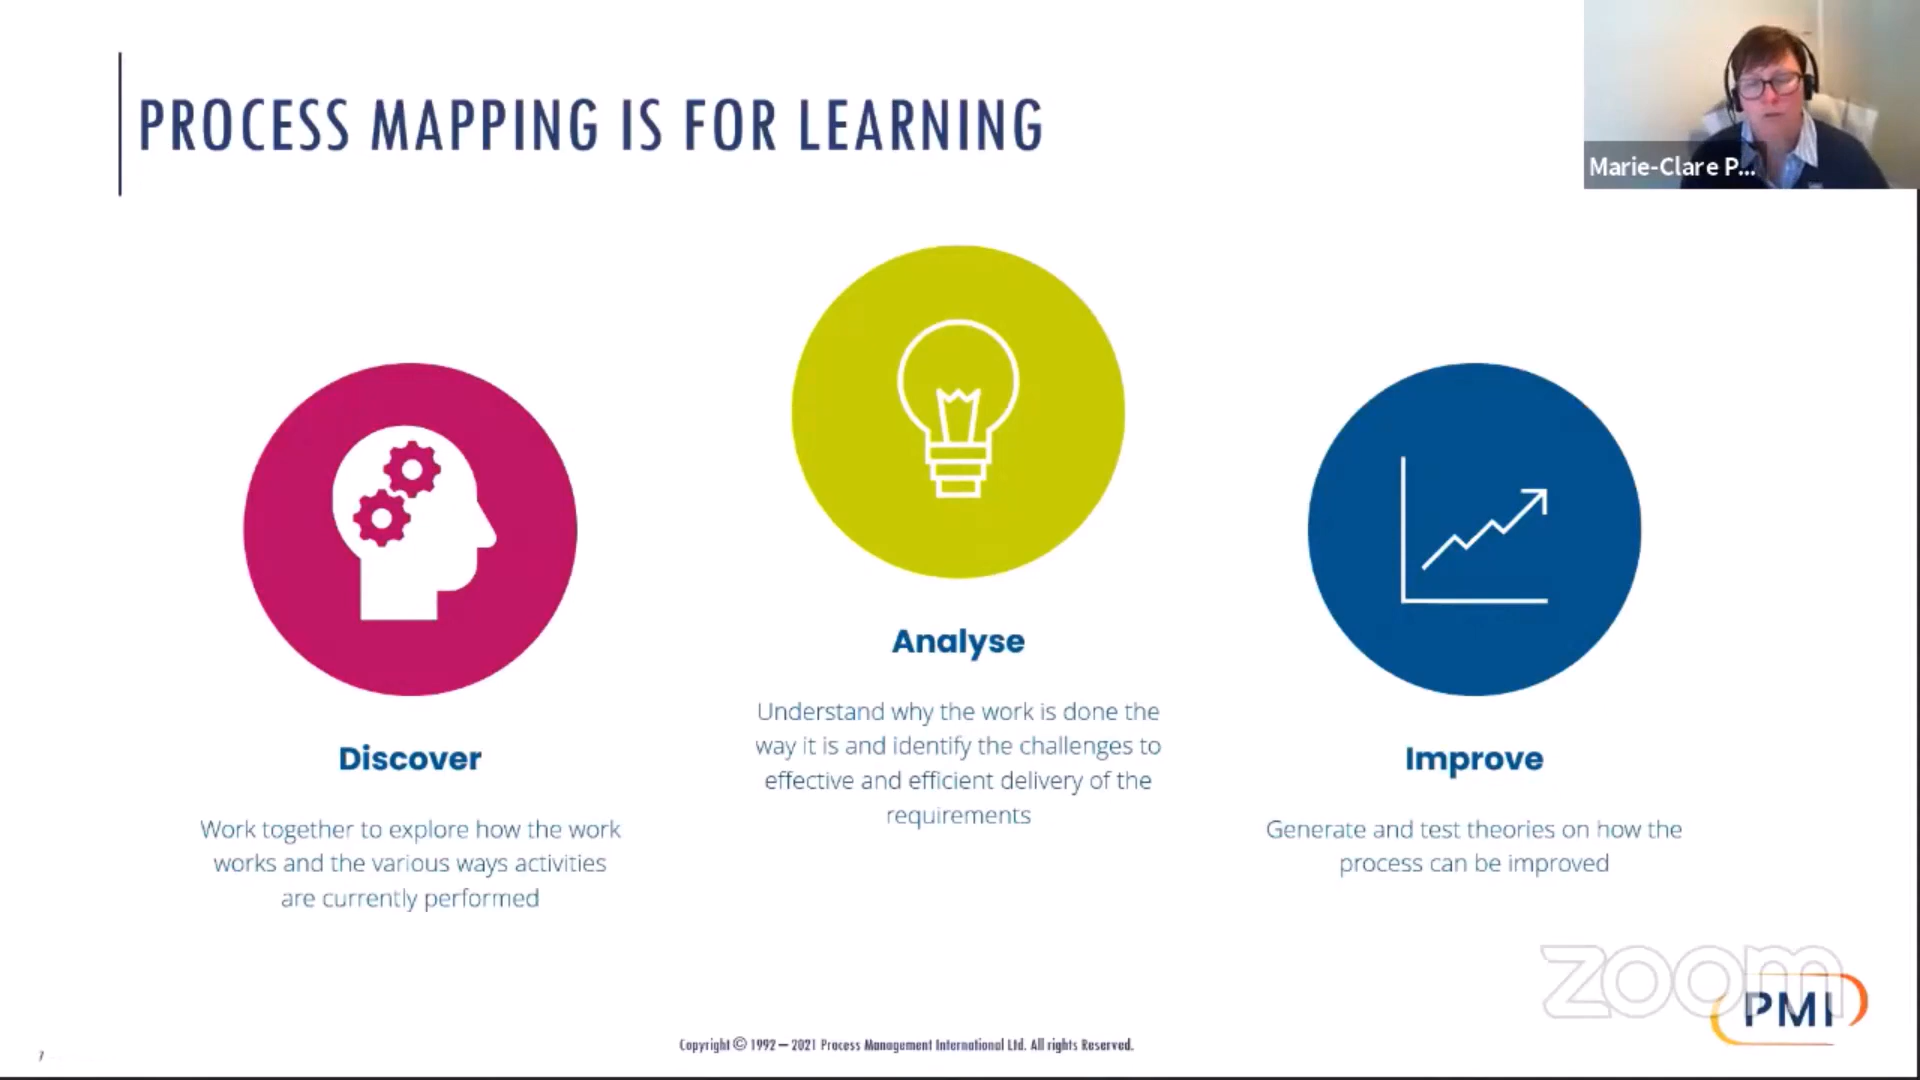 PROCESS MAPPING IS FOR LEARNING
Marie-Clare P...
Analyse
Understand why the work is done the
way it is and identify the challenges to
effective and efficient delivery of the
requirements
Discover
Work together to explore how the work
works and the various ways activities
are currently performed
Improve
Generate and test theories on how the
process can be improved
zoom
PMI
Copyright © 1992 – 2021 Process Management International Ltd. All rights Reserved.
7